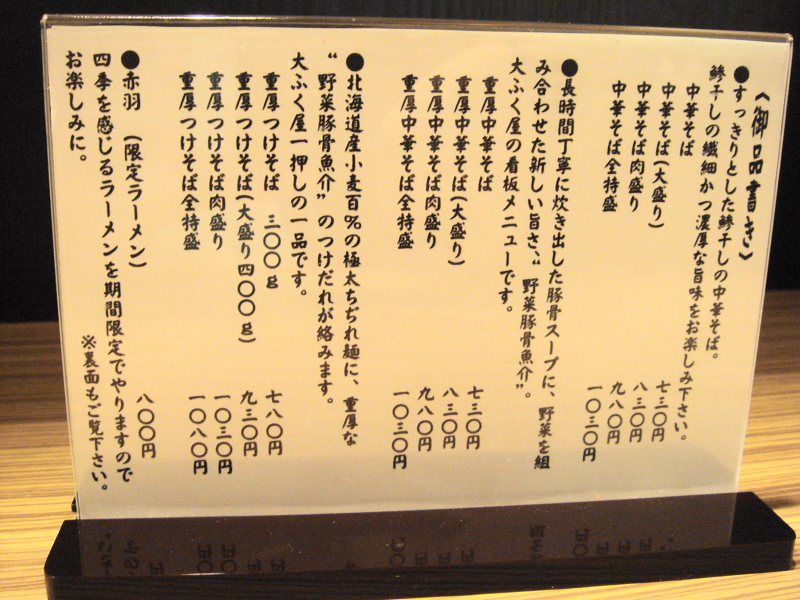 《御品書き》
●すっきりとした鯵干しの中華そば。
鯵干しの繊細かつ濃厚な旨味をお楽しみ下さい。
中華そば 七三〇円
中華そば(大盛り) 八三〇円
中華そば肉盛り 九八〇円
中華そば全特盛 一〇三〇円
●長時間丁寧に炊き出した豚骨スープに、野菜を組
み合わせた新しい旨さ、“野菜豚骨魚介”。
大ふく屋の看板メニューです。
重厚中華そば 七三〇円
重厚中華そば(大盛り) 八三〇円
重厚中華そば肉盛り 九八〇円
重厚中華そば全特盛 一〇三〇円
●北海道産小麦百%の極太ちぢれ麺に、重厚な
“野菜豚骨魚介”のつけだれが絡みます。
大ふく屋一押しの一品です。
重厚つけそば 三〇〇g 七八〇円
重厚つけそば(大盛り四〇〇g) 九三〇円
重厚つけそば肉盛り 一〇三〇円
重厚つけそば全特盛 一〇八〇円
●赤羽 (限定ラーメン) 八〇〇円
四季を感じるラーメンを期間限定でやりますので
お楽しみに。
※裏面もご覧下さい。